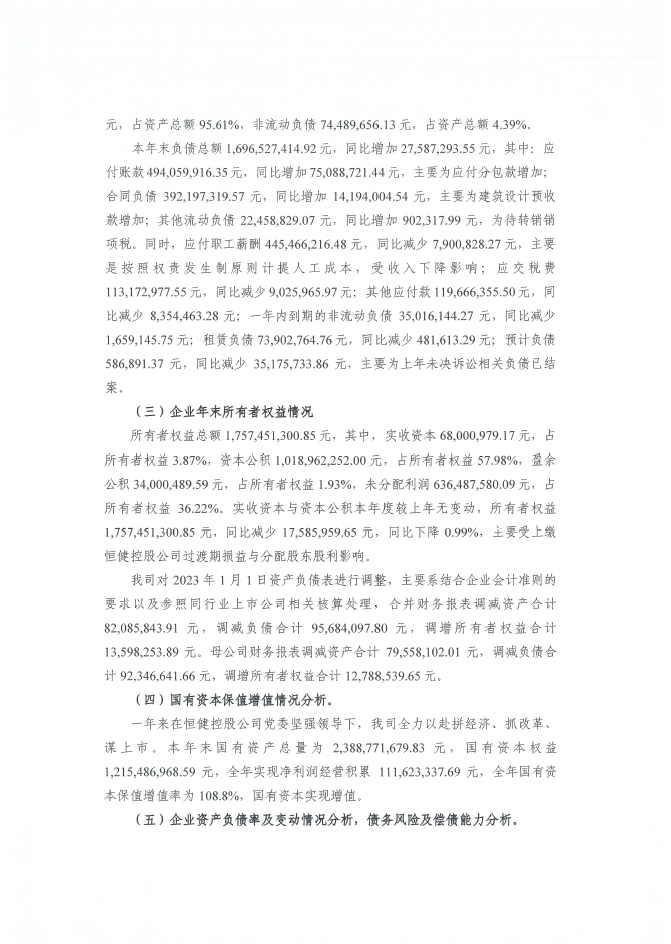 元，占资产总额 95.61%，非流动负债 74,489,656.13 元，占资产总额 4.39%。
本年末负债总额 1,696,527,414.92 元，同比增加 27,587,293.55 元，其中：应
付账款 494,059,916.35 元，同比增加 75,088,721.44 元，主要为应付分包款增加；
合同负债 392,197,319.57 元，同比增加 14,194,004.54 元，主要为建筑设计预收
款增加；其他流动负债 22,458,829.07 元，同比增加 902,317.99 元，为待转销销
项税。同时，应付职工薪酬 445,466,216.48 元，同比减少 7,900,828.27 元，主要
是按照权责发生制原则计提人工成本，受收入下降影响；应交税费
113,172,977.55 元，同比减少 9,025,965.97 元；其他应付款 119,666,355.50 元，同
比减少 8,354,463.28 元；一年内到期的非流动负债 35,016,144.27 元，同比减少
1,659,145.75 元；租赁负债 73,902,764.76 元，同比减少 481,613.29 元；预计负债
586,891.37 元，同比减少 35,175,733.86 元，主要为上年未决诉讼相关负债已结
案。
（三）企业年末所有者权益情况
所有者权益总额 1,757,451,300.85 元，其中，实收资本 68,000,979.17 元，占
所有者权益 3.87%，资本公积 1,018,962,252.00 元，占所有者权益 57.98%，盈余
公积 34,000,489.59 元，占所有者权益 1.93%，未分配利润 636,487,580.09 元，占
所有者权益 36.22%。实收资本与资本公积本年度较上年无变动，所有者权益
1,757,451,300.85 元，同比减少 17,585,959.65 元，同比下降 0.99%，主要受上缴
恒健控股公司过渡期损益与分配股东股利影响。
我司对 2023 年 1 月 1 日资产负债表进行调整，主要系结合企业会计准则的
要求以及参照同行业上市公司相关核算处理，合并财务报表调减资产合计
82,085,843.91 元，调减负债合计 95,684,097.80 元，调增所有者权益合计
13,598,253.89 元。母公司财务报表调减资产合计 79,558,102.01 元，调减负债合
计 92,346,641.66 元，调增所有者权益合计 12,788,539.65 元。
（四）国有资本保值增值情况分析。
一年来在恒健控股公司党委坚强领导下，我司全力以赴拼经济、抓改革、
谋上市。本年末国有资产总量为 2,388,771,679.83 元，国有资本权益
1,215,486,968.59 元，全年实现净利润经营积累 111,623,337.69 元，全年国有资
本保值增值率为 108.8%，国有资本实现增值。
（五）企业资产负债率及变动情况分析，债务风险及偿债能力分析。